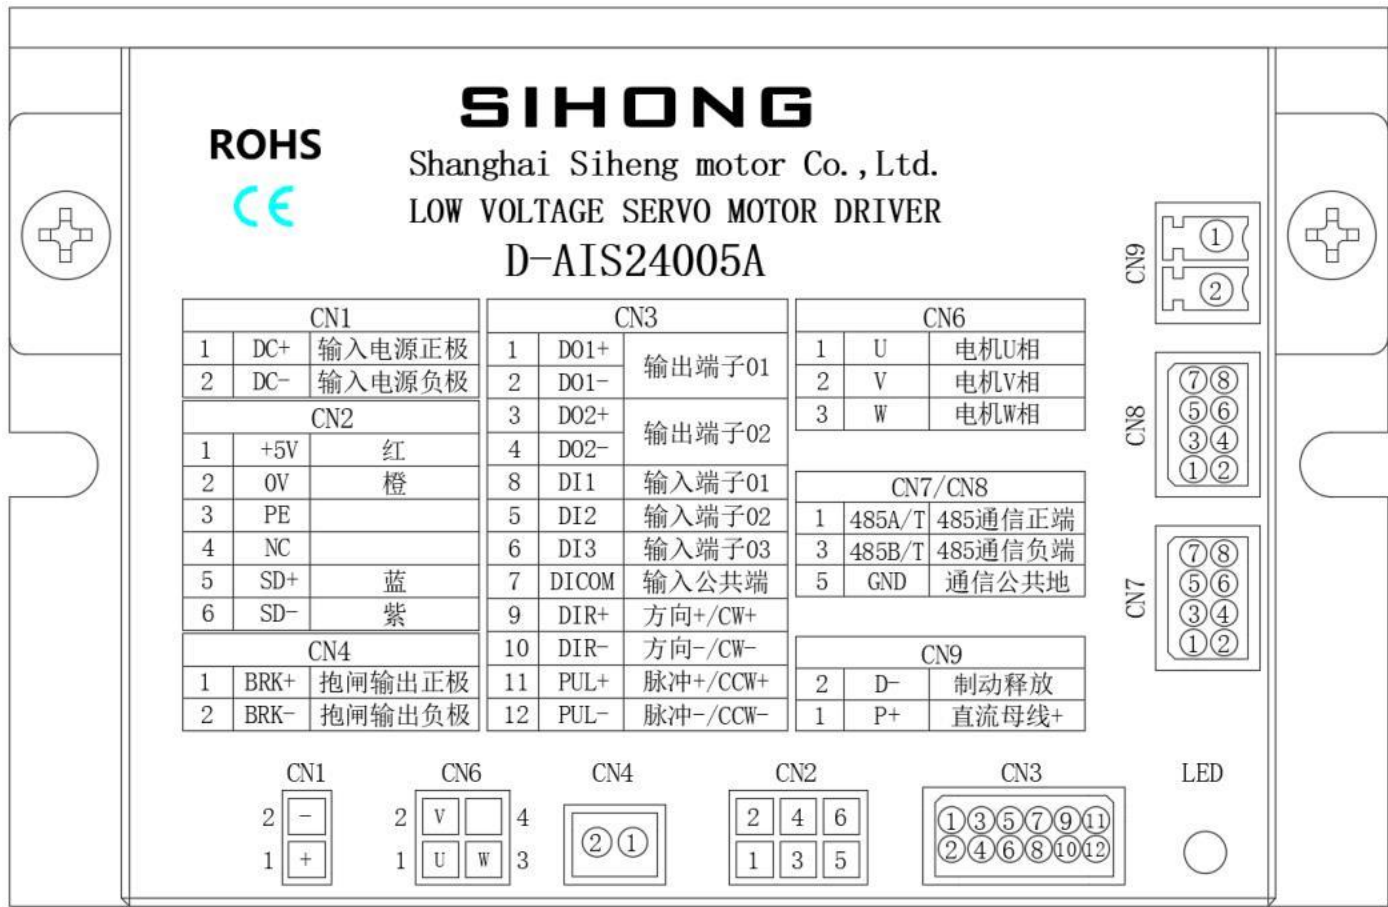 SIHONG
ROHS
CE
Shanghai Siheng motor Co.,Ltd.
LOW VOLTAGE SERVO MOTOR DRIVER
D-AIS24005A
CN1
1 DC+ 输入电源正极
2 DC- 输入电源负极
CN2
1 +5V 红
2 0V 橙
3 PE
4 NC
5 SD+ 蓝
6 SD- 紫
CN4
1 BRK+ 抱闸输出正极
2 BRK- 抱闸输出负极
CN3
1 DO1+ 输出端子01
2 DO1-
3 DO2+ 输出端子02
4 DO2-
8 DI1 输入端子01
5 DI2 输入端子02
6 DI3 输入端子03
7 DICOM 输入公共端
9 DIR+ 方向+/CW+
10 DIR- 方向-/CW-
11 PUL+ 脉冲+/CCW+
12 PUL- 脉冲-/CCW-
CN6
1 U 电机U相
2 V 电机V相
3 W 电机W相
CN7/CN8
1 485A/T 485通信正端
3 485B/T 485通信负端
5 GND 通信公共地
CN9
2 D- 制动释放
1 P+ 直流母线+
CN9
①
②
CN8
⑦⑧
⑤⑥
③④
①②
CN7
⑦⑧
⑤⑥
③④
①②
CN1
2 -
1 +
CN6
2 V 4
1 U W 3
CN4
②①
CN2
2 4 6
1 3 5
CN3
①③⑤⑦⑨⑪
②④⑥⑧⑩⑫
LED